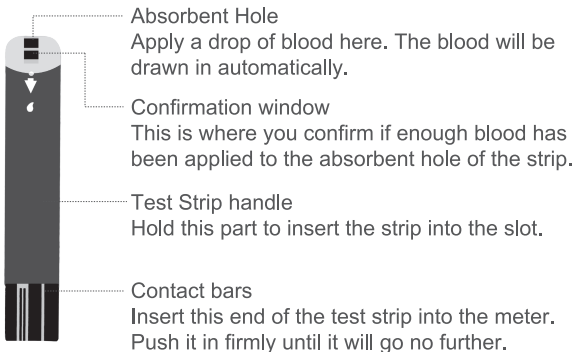 Absorbent Hole
Apply a drop of blood here. The blood will be
drawn in automatically.
Confirmation window
This is where you confirm if enough blood has
been applied to the absorbent hole of the strip.
Test Strip handle
Hold this part to insert the strip into the slot.
Contact bars
Insert this end of the test strip into the meter.
Push it in firmly until it will go no further.